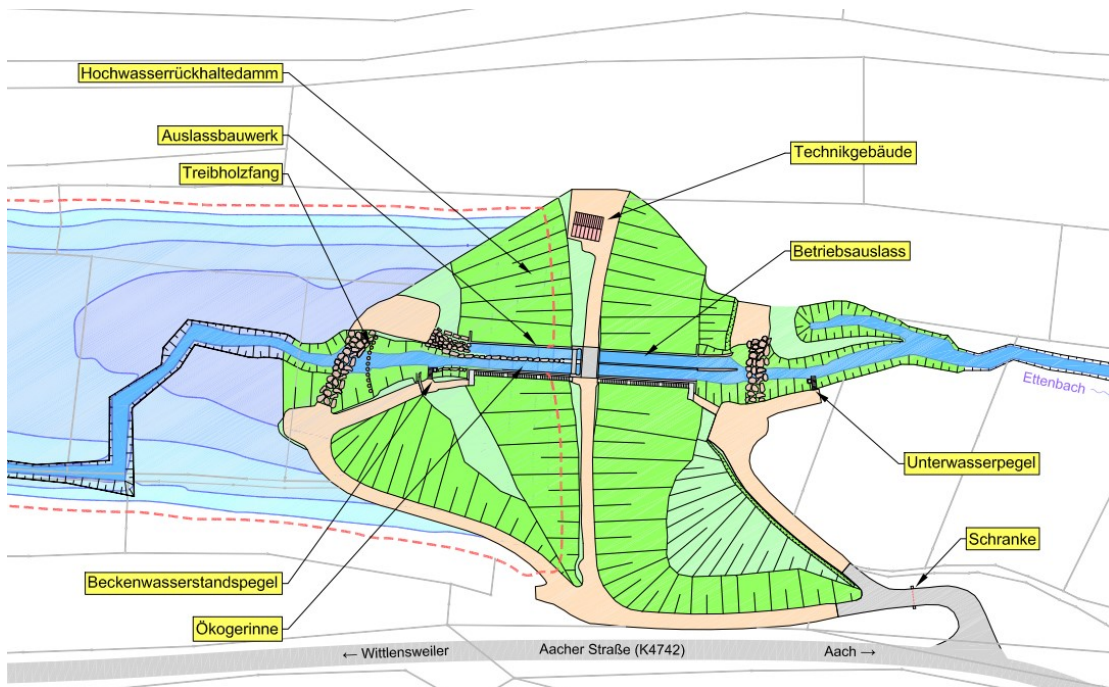 Hochwasserrückhaltedamm
Auslassbauwerk
Technikgebäude
Treibholzfang
Betriebsauslass
Ettenbach
Unterwasserpegel
Schranke
Beckenwasserstandspegel
Ökogerinne
← Wittlensweiler Aacher Straße (K4742) Aach →